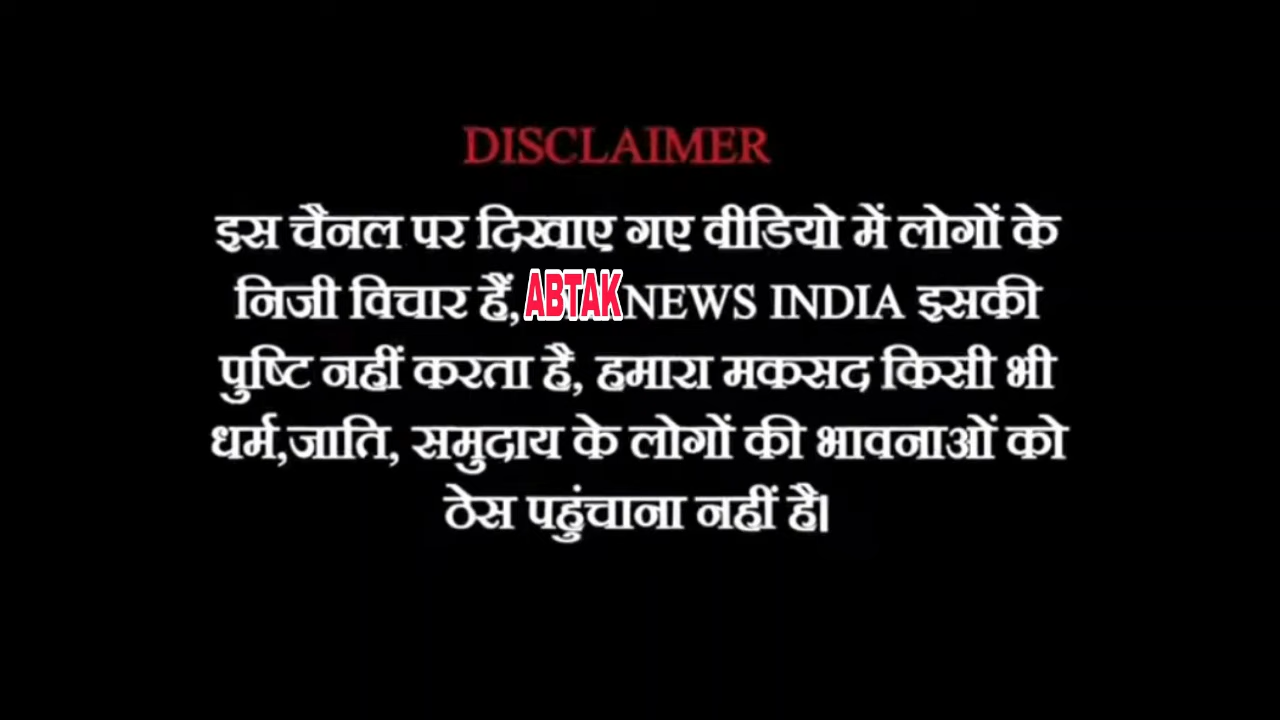 DISCLAIMER
इस चैनल पर दिखाए गए वीडियो में लोगों के
निजी विचार हैं, ABTAK NEWS INDIA इसकी
पुष्टि नहीं करता है, हमारा मकसद किसी भी
धर्म,जाति, समुदाय के लोगों की भावनाओं को
ठेस पहुंचाना नहीं है।